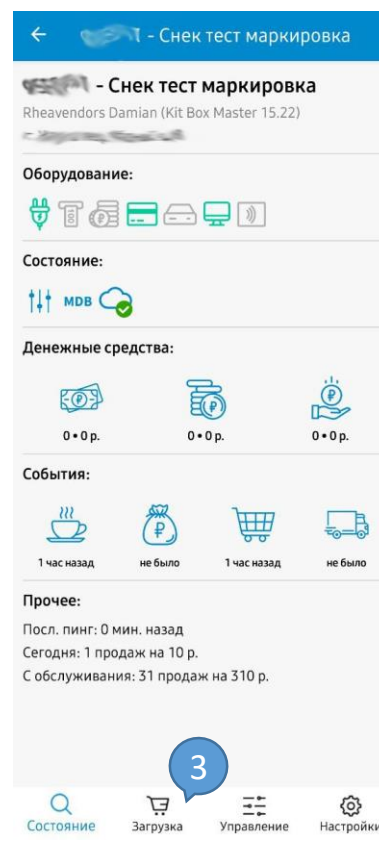 - Снек тест маркировка
- Снек тест маркировка
Rheavendors Damian (Kit Box Master 15.22)
Оборудование:
Состояние:
MDB
Денежные средства:
0 • 0 р.
0 • 0 р.
0 • 0 р.
События:
1 час назад
не было
1 час назад
не было
Прочее:
Посл. пинг: 0 мин. назад
Сегодня: 1 продаж на 10 р.
С обслуживания: 31 продаж на 310 р.
3
Состояние
Загрузка
Управление
Настройки